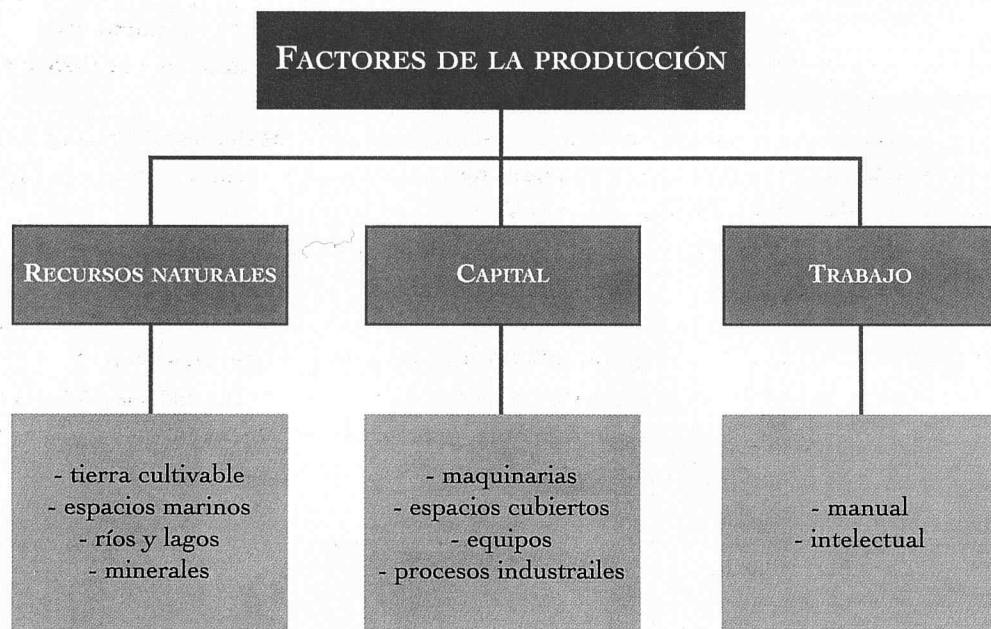 FACTORES DE LA PRODUCCIÓN
RECURSOS NATURALES
CAPITAL
TRABAJO
- tierra cultivable
- espacios marinos
- ríos y lagos
- minerales
- maquinarias
- espacios cubiertos
- equipos
- procesos industrailes
- manual
- intelectual